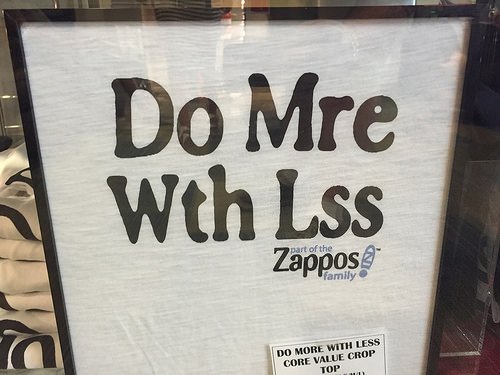 Do Mre
Wth Lss
part of the
Zappos
family
DO MORE WITH LESS
CORE VALUE CROP
TOP